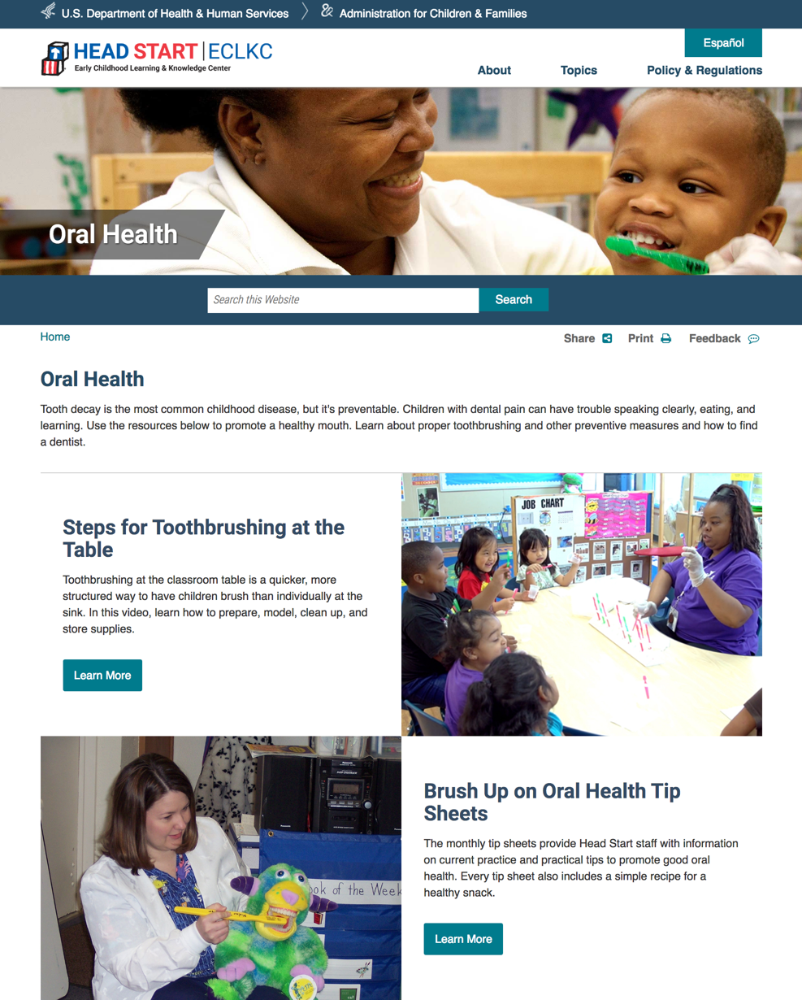 U.S. Department of Health & Human Services
Administration for Children & Families
HEAD START | ECLKC
Early Childhood Learning & Knowledge Center
Español
About
Topics
Policy & Regulations
Oral Health
Search this Website
Search
Home
Share
Print
Feedback
Oral Health
Tooth decay is the most common childhood disease, but it's preventable. Children with dental pain can have trouble speaking clearly, eating, and
learning. Use the resources below to promote a healthy mouth. Learn about proper toothbrushing and other preventive measures and how to find
a dentist.
Steps for Toothbrushing at the
Table
Toothbrushing at the classroom table is a quicker, more
structured way to have children brush than individually at the
sink. In this video, learn how to prepare, model, clean up, and
store supplies.
Learn More
JOB CHART
Panasonic
ook of the Week
Brush Up on Oral Health Tip
Sheets
The monthly tip sheets provide Head Start staff with information
on current practice and practical tips to promote good oral
health. Every tip sheet also includes a simple recipe for a
healthy snack.
Learn More